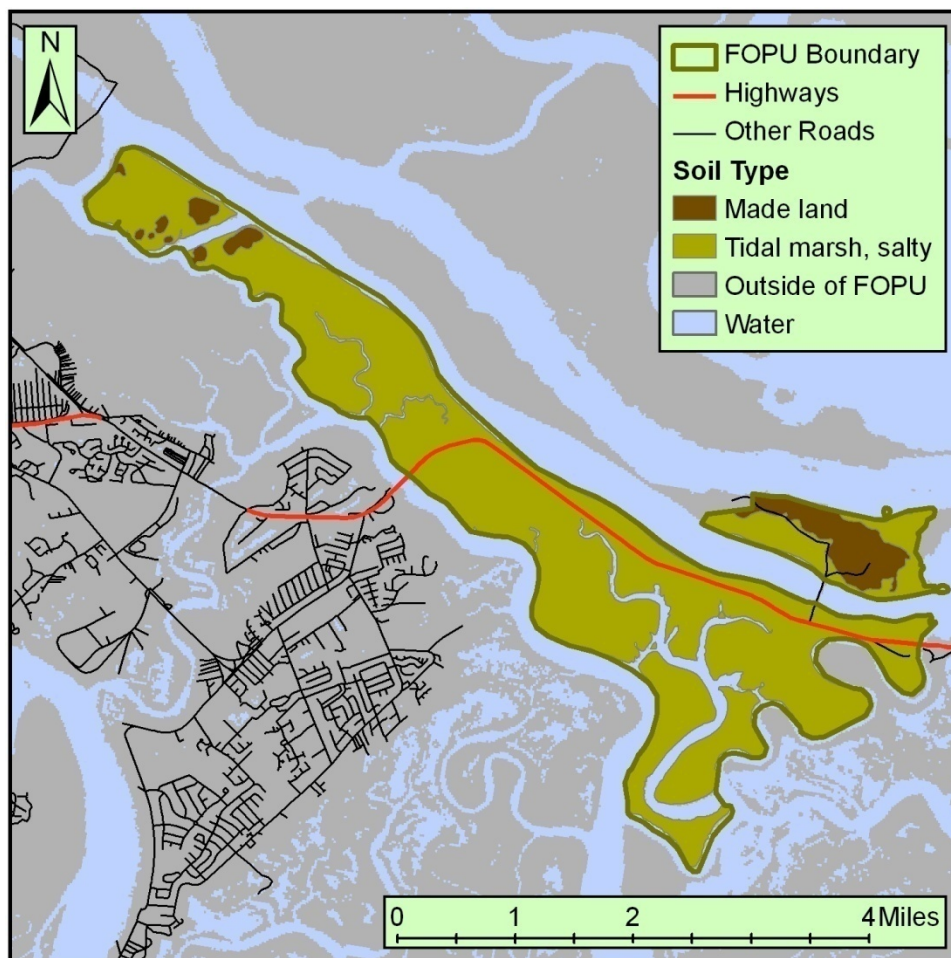 N
FOPU Boundary
Highways
Other Roads
Soil Type
Made land
Tidal marsh, salty
Outside of FOPU
Water
0 1 2 4 Miles